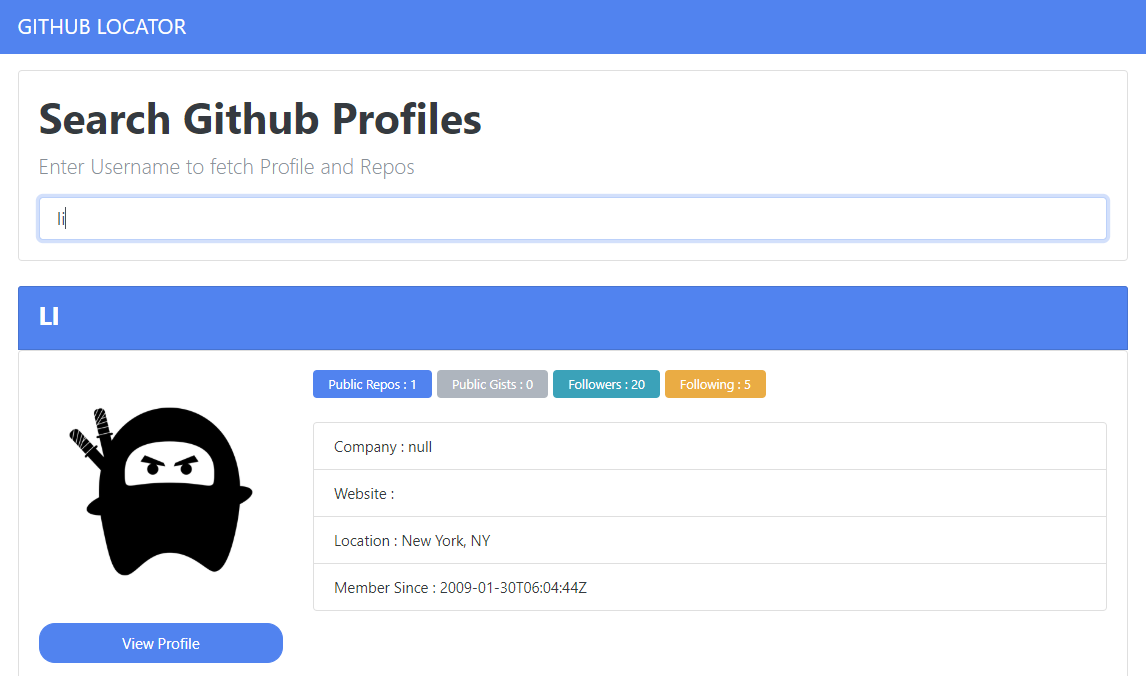 GITHUB LOCATOR
Search Github Profiles
Enter Username to fetch Profile and Repos
li
LI
Public Repos : 1 Public Gists : 0 Followers : 20 Following : 5
Company : null
Website :
Location : New York, NY
Member Since : 2009-01-30T06:04:44Z
View Profile